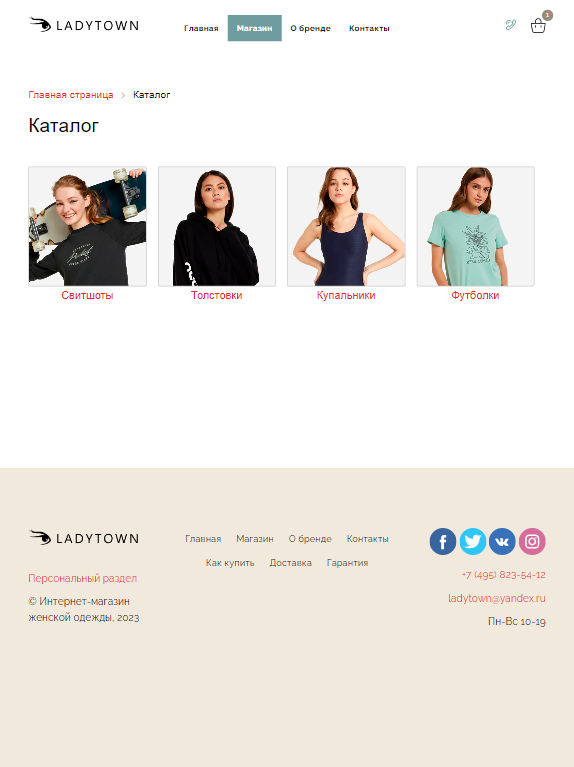 LADYTOWN
Главная Магазин О бренде Контакты
1
Главная страница > Каталог
Каталог
Свитшоты Толстовки Купальники Футболки
LADYTOWN
Главная Магазин О бренде Контакты
Как купить Доставка Гарантия
Персональный раздел
© Интернет-магазин
женской одежды, 2023
+7 (495) 823-54-12
ladytown@yandex.ru
Пн-Вс 10-19